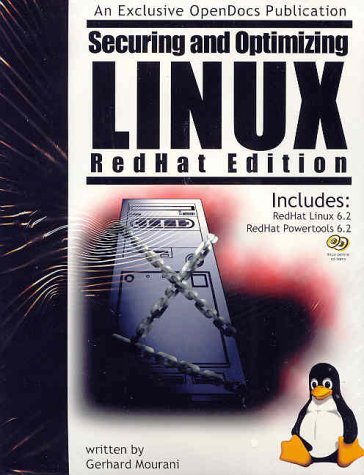 An Exclusive OpenDocs Publication
Securing and Optimizing
LINUX
RedHat Edition
Includes:
RedHat Linux 6.2
RedHat Powertools 6.2
written by
Gerhard Mourani